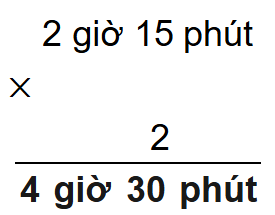 2 giờ 15 phút
×
2
4 giờ 30 phút